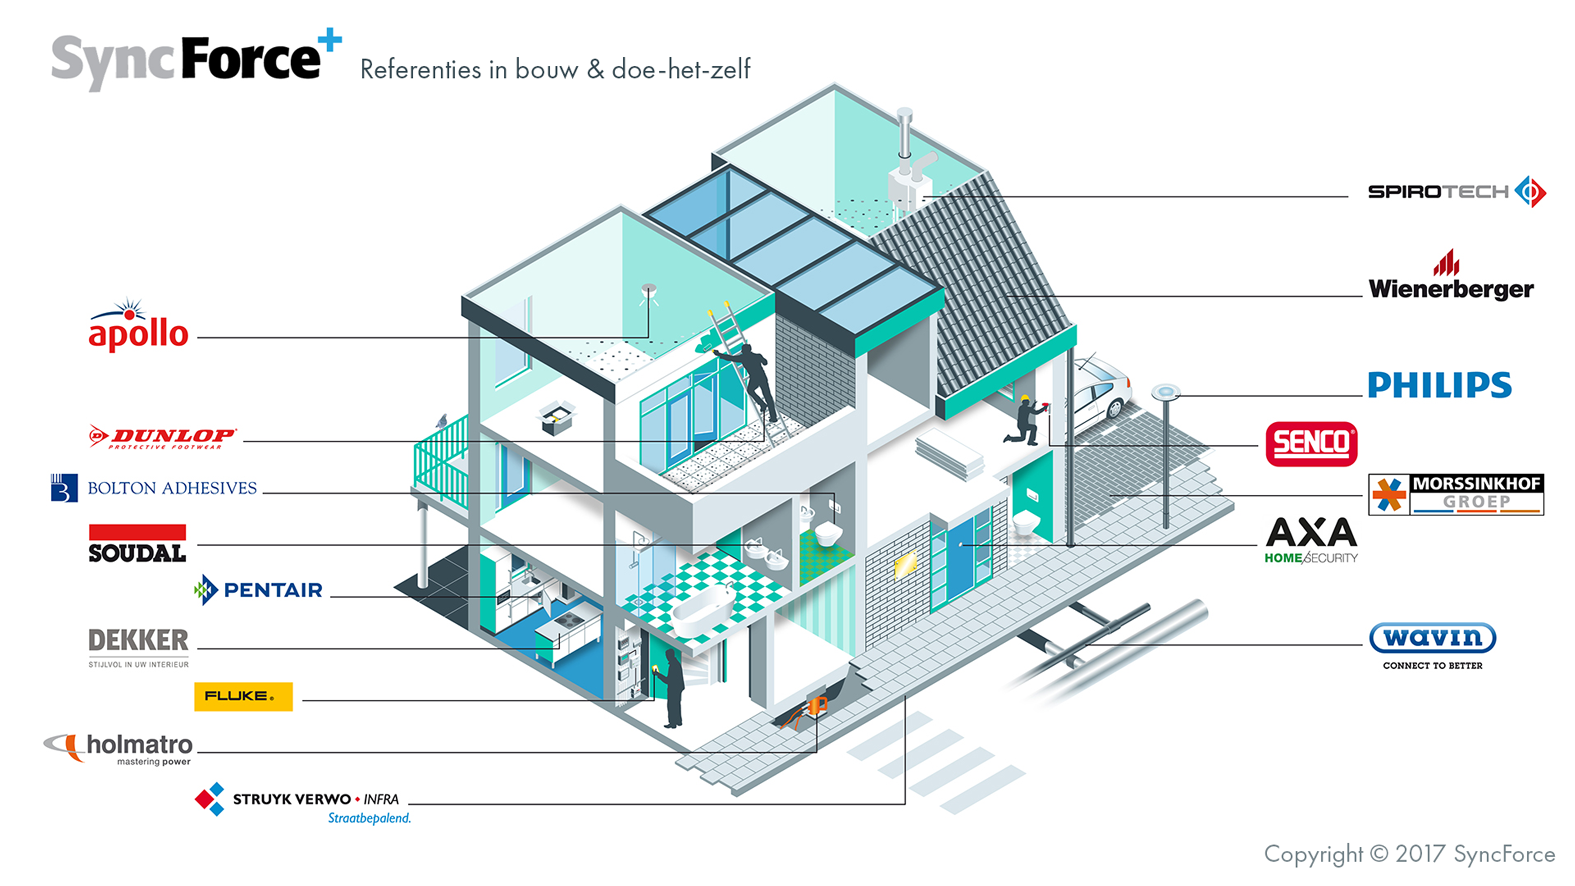 SyncForce+
Referenties in bouw & doe-het-zelf
apollo
DUNLOP
PROTECTIVE FOOTWEAR
BOLTON ADHESIVES
SOUDAL
PENTAIR
DEKKER
STIJLVOL IN UW INTERIEUR
FLUKE®
holmatro
mastering power
STRUYK VERWO • INFRA
Straatbepalend.
SPIROTECH
Wienerberger
PHILIPS
SENCO®
MORSSINKHOF
GROEP
AXA
HOME/SECURITY
wavin
CONNECT TO BETTER
Copyright © 2017 SyncForce